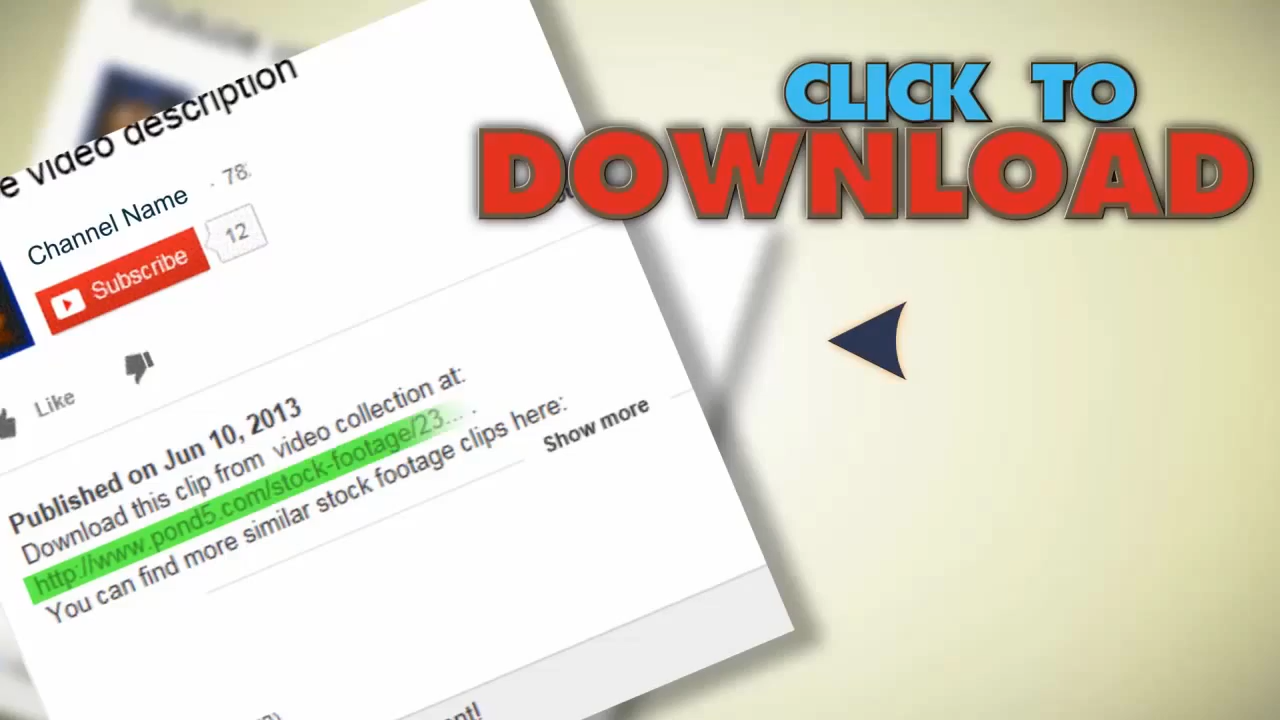 CLICK TO
DOWNLOAD
e video description
Channel Name
78
Subscribe
12
Like
Published on Jun 10, 2013
Download this clip from video collection at:
http://www.pond5.com/stock-footage/23... .
You can find more similar stock footage clips here:
Show more